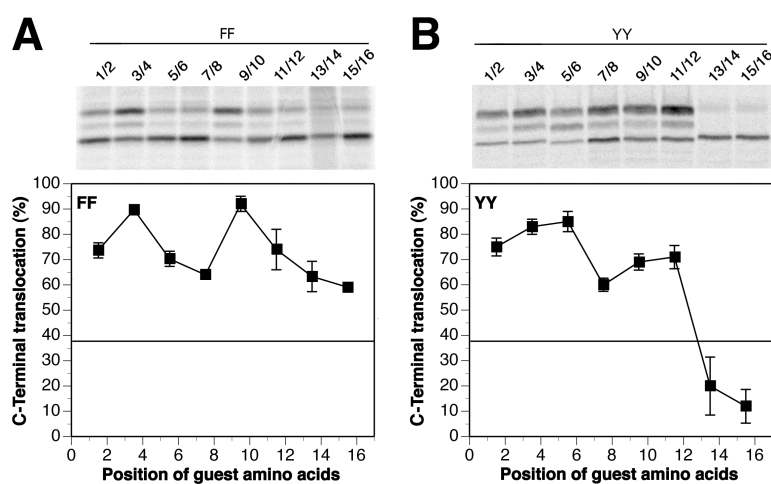 A
FF
1/2 3/4 5/6 7/8 9/10 11/12 13/14 15/16
FF
C-Terminal translocation (%)
100
90
80
70
60
50
40
30
20
10
0
0 2 4 6 8 10 12 14 16
Position of guest amino acids
B
YY
1/2 3/4 5/6 7/8 9/10 11/12 13/14 15/16
YY
C-Terminal translocation (%)
100
90
80
70
60
50
40
30
20
10
0
0 2 4 6 8 10 12 14 16
Position of guest amino acids